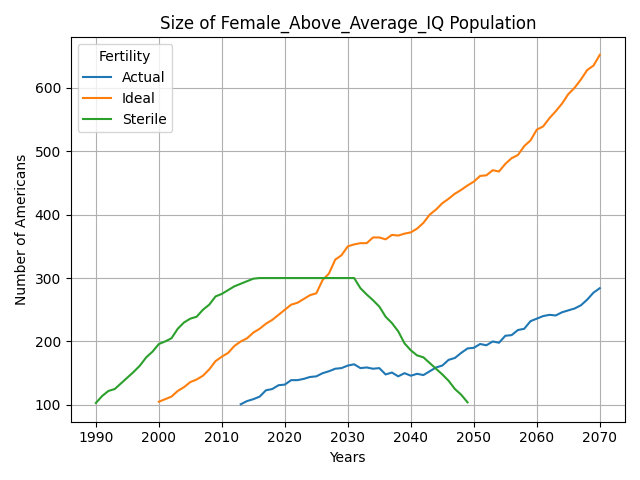 Size of Female_Above_Average_IQ Population
Fertility
Actual
Ideal
Sterile
Number of Americans
600
500
400
300
200
100
1990 2000 2010 2020 2030 2040 2050 2060 2070
Years